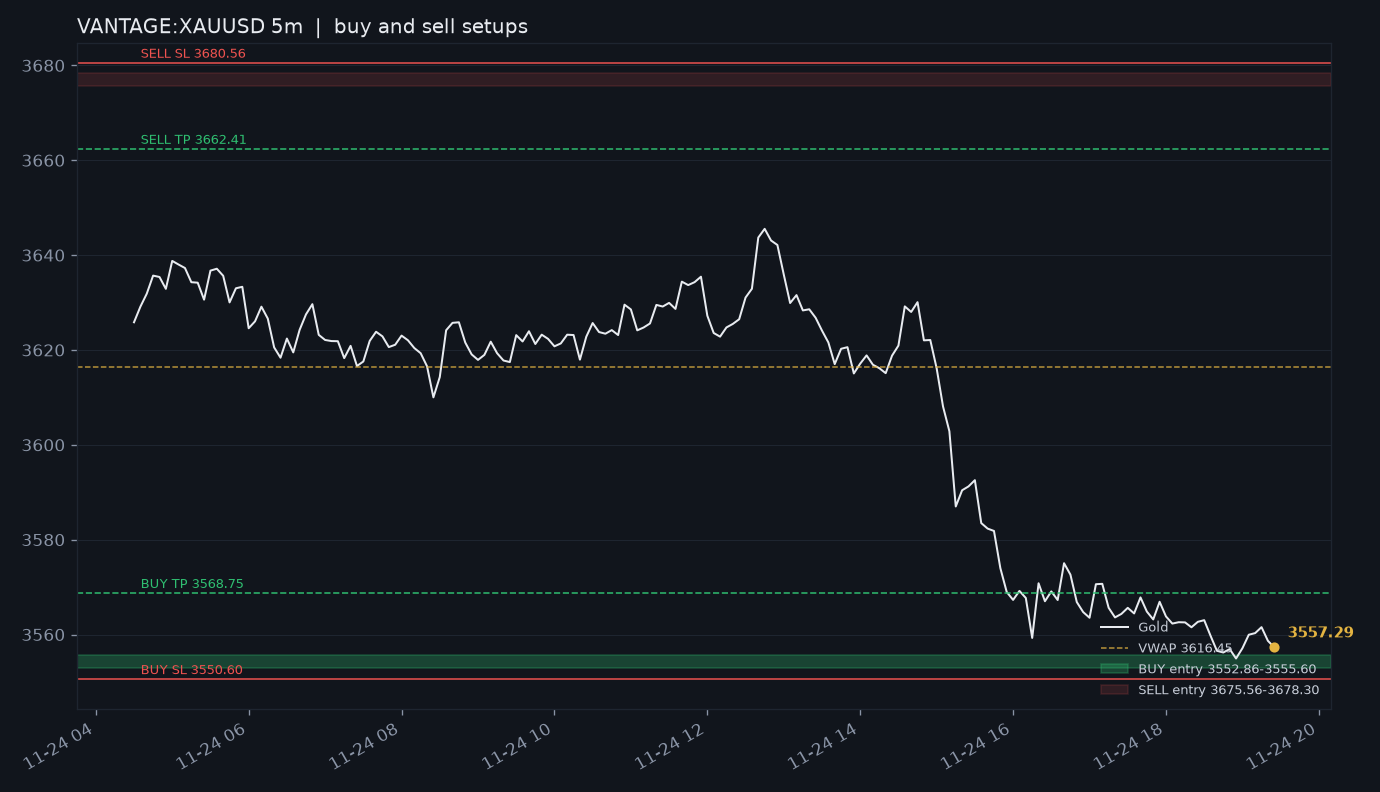 VANTAGE:XAUUSD 5m | buy and sell setups
SELL SL 3680.56
3680
SELL TP 3662.41
3660
3640
3620
3600
3580
BUY TP 3568.75
3560
3557.29
BUY SL 3550.60
Gold
VWAP 3616.45
BUY entry 3552.86-3555.60
SELL entry 3675.56-3678.30
11-24 04
11-24 06
11-24 08
11-24 10
11-24 12
11-24 14
11-24 16
11-24 18
11-24 20